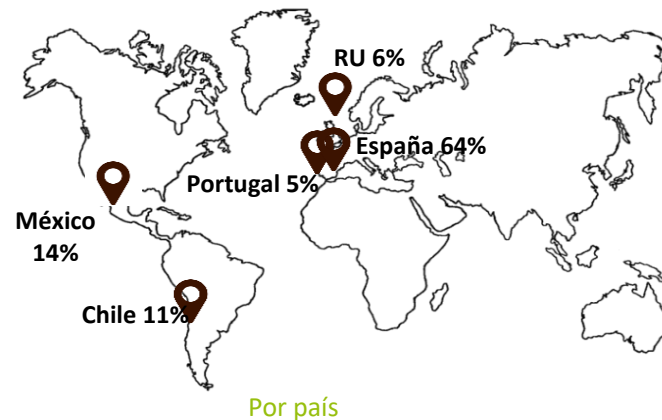 RU 6%
España 64%
Portugal 5%
México
14%
Chile 11%
Por país